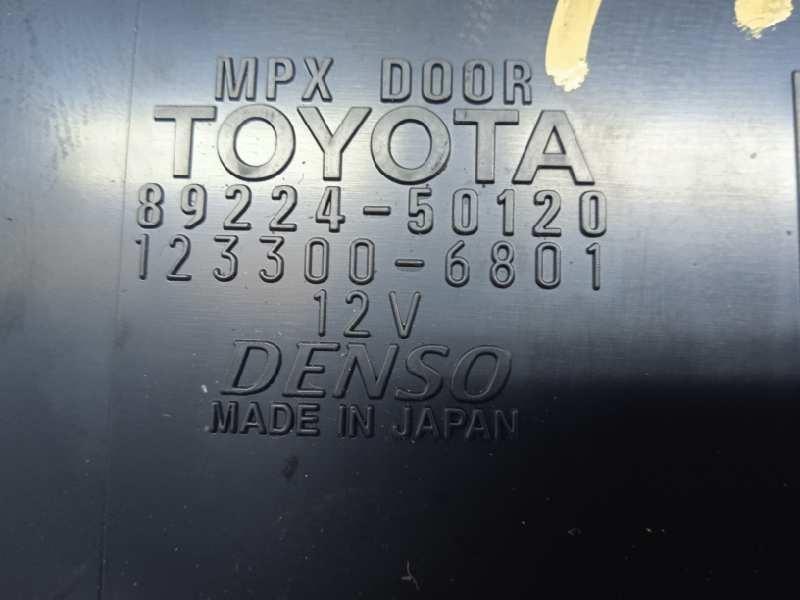 MPX DOOR
TOYOTA
89224-50120
123300-6801
12V
DENSO
MADE IN JAPAN